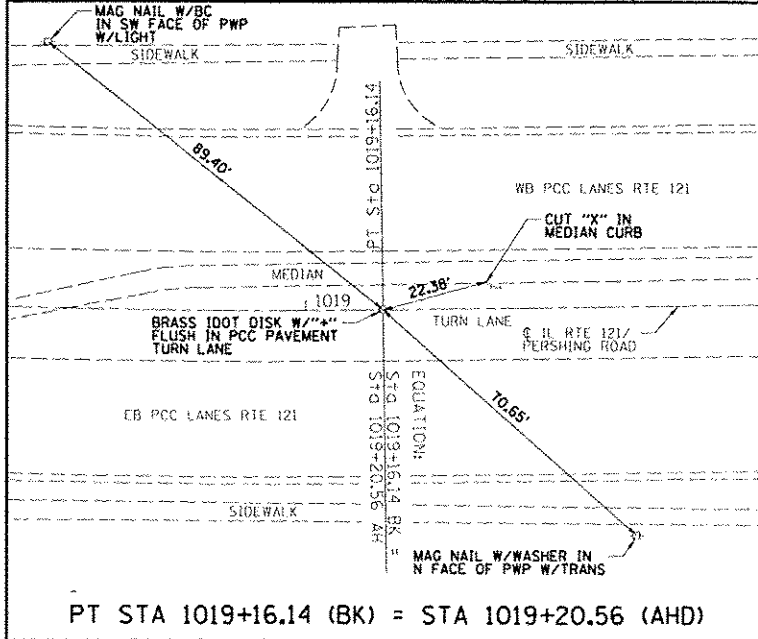 MAG NAIL W/BC
IN SW FACE OF PWP
W/LIGHT
SIDEWALK
SIDEWALK
89.40'
PT Sta 1019+16.14
WB PCC LANES RTE 121
CUT "X" IN
MEDIAN CURB
MEDIAN
22.38'
1019
BRASS IDOT DISK W/"+"
FLUSH IN PCC PAVEMENT
TURN LANE
TURN LANE
℄ IL RTE 121/
PERSHING ROAD
EB PCC LANES RTE 121
EQUATION:
Sta 1019+16.14 BK =
Sta 1019+20.56 AH
70.65'
SIDEWALK
MAG NAIL W/WASHER IN
N FACE OF PWP W/TRANS
PT STA 1019+16.14 (BK) = STA 1019+20.56 (AHD)